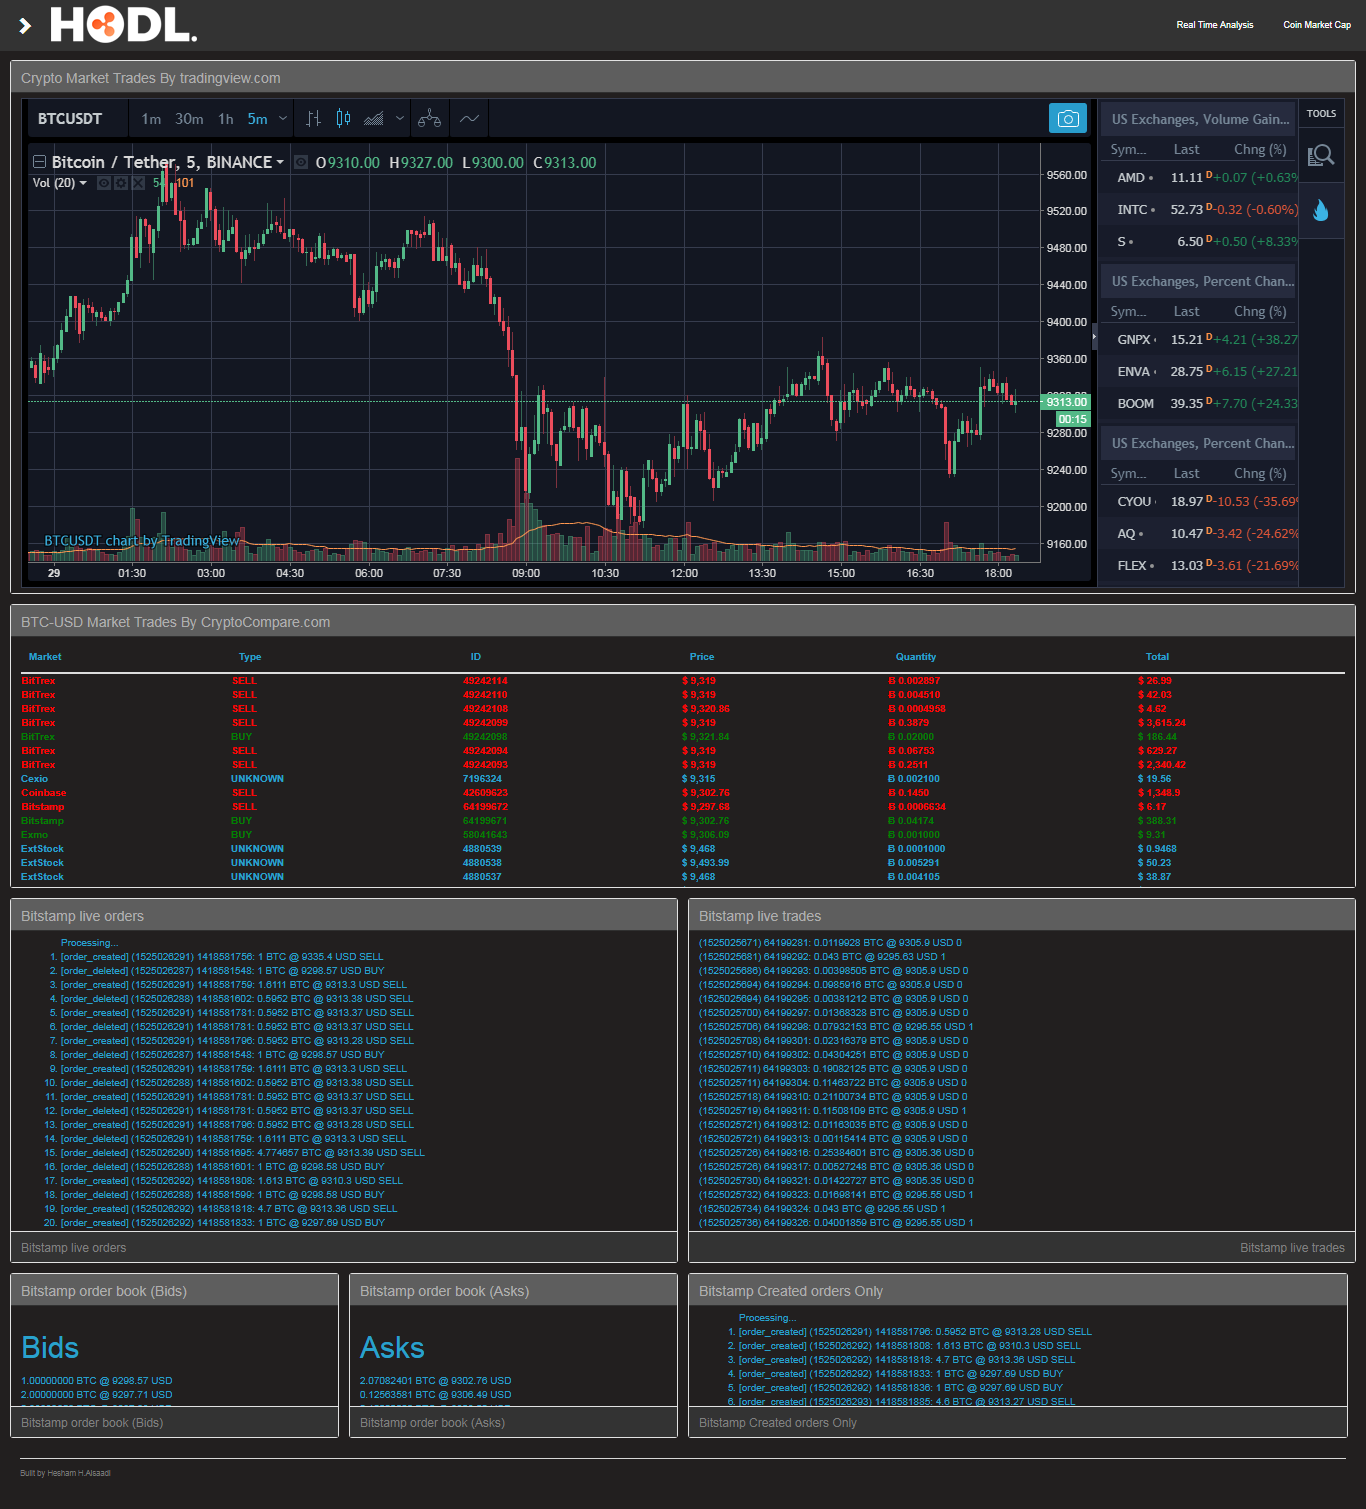 HODL.
Real Time Analysis
Coin Market Cap
Crypto Market Trades By tradingview.com
BTCUSDT
1m 30m 1h 5m
Bitcoin / Tether, 5, BINANCE O9310.00 H9327.00 L9300.00 C9313.00
Vol (20) 54 101
9560.00
9520.00
9480.00
9440.00
9400.00
9360.00
9313.00
00:15
9280.00
9240.00
9200.00
9160.00
BTCUSDT chart by TradingView
29 01:30 03:00 04:30 06:00 07:30 09:00 10:30 12:00 13:30 15:00 16:30 18:00
US Exchanges, Volume Gain...
Sym... Last Chng (%)
AMD 11.11 D +0.07 (+0.63%
INTC 52.73 D -0.32 (-0.60%)
S 6.50 D +0.50 (+8.33%
US Exchanges, Percent Chan...
Sym... Last Chng (%)
GNPX 15.21 D +4.21 (+38.27
ENVA 28.75 D +6.15 (+27.21
BOOM 39.35 D +7.70 (+24.33
US Exchanges, Percent Chan...
Sym... Last Chng (%)
CYOU 18.97 D -10.53 (-35.69
AQ 10.47 D -3.42 (-24.62%
FLEX 13.03 D -3.61 (-21.69%
TOOLS
BTC-USD Market Trades By CryptoCompare.com
Market Type ID Price Quantity Total
BitTrex SELL 49242114 $ 9,319 Ƀ 0.002897 $ 26.99
BitTrex SELL 49242110 $ 9,319 Ƀ 0.004510 $ 42.03
BitTrex SELL 49242108 $ 9,320.86 Ƀ 0.0004958 $ 4.62
BitTrex SELL 49242099 $ 9,319 Ƀ 0.3879 $ 3,615.24
BitTrex BUY 49242098 $ 9,321.84 Ƀ 0.02000 $ 186.44
BitTrex SELL 49242094 $ 9,319 Ƀ 0.06753 $ 629.27
BitTrex SELL 49242093 $ 9,319 Ƀ 0.2511 $ 2,340.42
Cexio UNKNOWN 7196324 $ 9,315 Ƀ 0.002100 $ 19.56
Coinbase SELL 42609623 $ 9,302.76 Ƀ 0.1450 $ 1,348.9
Bitstamp SELL 64199672 $ 9,297.68 Ƀ 0.0006634 $ 6.17
Bitstamp BUY 64199671 $ 9,302.76 Ƀ 0.04174 $ 388.31
Exmo BUY 58041643 $ 9,306.09 Ƀ 0.001000 $ 9.31
ExtStock UNKNOWN 4880539 $ 9,468 Ƀ 0.0001000 $ 0.9468
ExtStock UNKNOWN 4880538 $ 9,493.99 Ƀ 0.005291 $ 50.23
ExtStock UNKNOWN 4880537 $ 9,468 Ƀ 0.004105 $ 38.87
Bitstamp live orders
Processing...
1. [order_created] (1525026291) 1418581756: 1 BTC @ 9335.4 USD SELL
2. [order_deleted] (1525026287) 1418581548: 1 BTC @ 9298.57 USD BUY
3. [order_created] (1525026291) 1418581759: 1.6111 BTC @ 9313.3 USD SELL
4. [order_deleted] (1525026288) 1418581602: 0.5952 BTC @ 9313.38 USD SELL
5. [order_created] (1525026291) 1418581781: 0.5952 BTC @ 9313.37 USD SELL
6. [order_deleted] (1525026291) 1418581781: 0.5952 BTC @ 9313.37 USD SELL
7. [order_created] (1525026291) 1418581796: 0.5952 BTC @ 9313.28 USD SELL
8. [order_deleted] (1525026287) 1418581548: 1 BTC @ 9298.57 USD BUY
9. [order_created] (1525026291) 1418581759: 1.6111 BTC @ 9313.3 USD SELL
10. [order_deleted] (1525026288) 1418581602: 0.5952 BTC @ 9313.38 USD SELL
11. [order_created] (1525026291) 1418581781: 0.5952 BTC @ 9313.37 USD SELL
12. [order_deleted] (1525026291) 1418581781: 0.5952 BTC @ 9313.37 USD SELL
13. [order_created] (1525026291) 1418581796: 0.5952 BTC @ 9313.28 USD SELL
14. [order_deleted] (1525026291) 1418581759: 1.6111 BTC @ 9313.3 USD SELL
15. [order_deleted] (1525026290) 1418581695: 4.774657 BTC @ 9313.39 USD SELL
16. [order_deleted] (1525026288) 1418581601: 1 BTC @ 9298.58 USD BUY
17. [order_created] (1525026292) 1418581808: 1.613 BTC @ 9310.3 USD SELL
18. [order_deleted] (1525026288) 1418581599: 1 BTC @ 9298.58 USD BUY
19. [order_created] (1525026292) 1418581818: 4.7 BTC @ 9313.36 USD SELL
20. [order_created] (1525026292) 1418581833: 1 BTC @ 9297.69 USD BUY
Bitstamp live orders
Bitstamp live trades
(1525025671) 64199281: 0.0119928 BTC @ 9305.9 USD 0
(1525025681) 64199292: 0.043 BTC @ 9295.63 USD 1
(1525025686) 64199293: 0.00398505 BTC @ 9305.9 USD 0
(1525025694) 64199294: 0.0985916 BTC @ 9305.9 USD 0
(1525025694) 64199295: 0.00381212 BTC @ 9305.9 USD 0
(1525025700) 64199297: 0.01368328 BTC @ 9305.9 USD 0
(1525025706) 64199298: 0.07932153 BTC @ 9295.55 USD 1
(1525025708) 64199301: 0.02316379 BTC @ 9305.9 USD 0
(1525025710) 64199302: 0.04304251 BTC @ 9305.9 USD 0
(1525025711) 64199303: 0.19082125 BTC @ 9305.9 USD 0
(1525025711) 64199304: 0.11463722 BTC @ 9305.9 USD 0
(1525025718) 64199310: 0.21100734 BTC @ 9305.9 USD 0
(1525025719) 64199311: 0.11508109 BTC @ 9305.9 USD 1
(1525025721) 64199312: 0.01163035 BTC @ 9305.9 USD 0
(1525025721) 64199313: 0.00115414 BTC @ 9305.9 USD 0
(1525025726) 64199316: 0.25384601 BTC @ 9305.36 USD 0
(1525025726) 64199317: 0.00527248 BTC @ 9305.36 USD 0
(1525025730) 64199321: 0.01422727 BTC @ 9305.35 USD 0
(1525025732) 64199323: 0.01698141 BTC @ 9295.55 USD 1
(1525025734) 64199324: 0.043 BTC @ 9295.55 USD 1
(1525025736) 64199326: 0.04001859 BTC @ 9295.55 USD 1
Bitstamp live trades
Bitstamp order book (Bids)
Bids
1.00000000 BTC @ 9298.57 USD
2.00000000 BTC @ 9297.71 USD
Bitstamp order book (Bids)
Bitstamp order book (Asks)
Asks
2.07082401 BTC @ 9302.76 USD
0.12563581 BTC @ 9306.49 USD
Bitstamp order book (Asks)
Bitstamp Created orders Only
Processing...
1. [order_created] (1525026291) 1418581796: 0.5952 BTC @ 9313.28 USD SELL
2. [order_created] (1525026292) 1418581808: 1.613 BTC @ 9310.3 USD SELL
3. [order_created] (1525026292) 1418581818: 4.7 BTC @ 9313.36 USD SELL
4. [order_created] (1525026292) 1418581833: 1 BTC @ 9297.69 USD BUY
5. [order_created] (1525026292) 1418581836: 1 BTC @ 9297.69 USD BUY
6. [order_created] (1525026293) 1418581885: 4.6 BTC @ 9313.27 USD SELL
Bitstamp Created orders Only
Built by Hesham H.Alsaadi